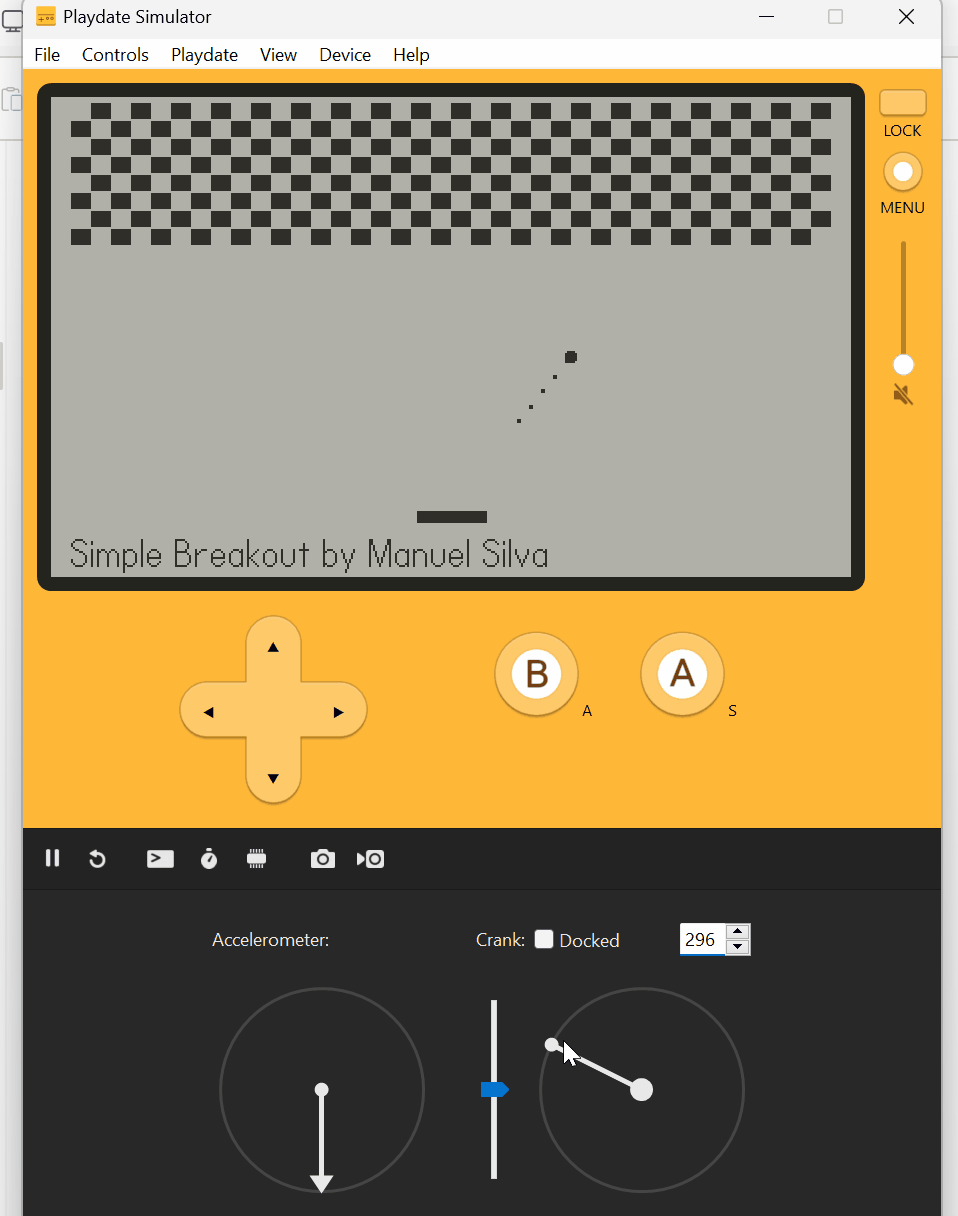 Playdate Simulator
File Controls Playdate View Device Help
LOCK
MENU
Simple Breakout by Manuel Silva
B
A
A
S
Accelerometer:
Crank: Docked 296